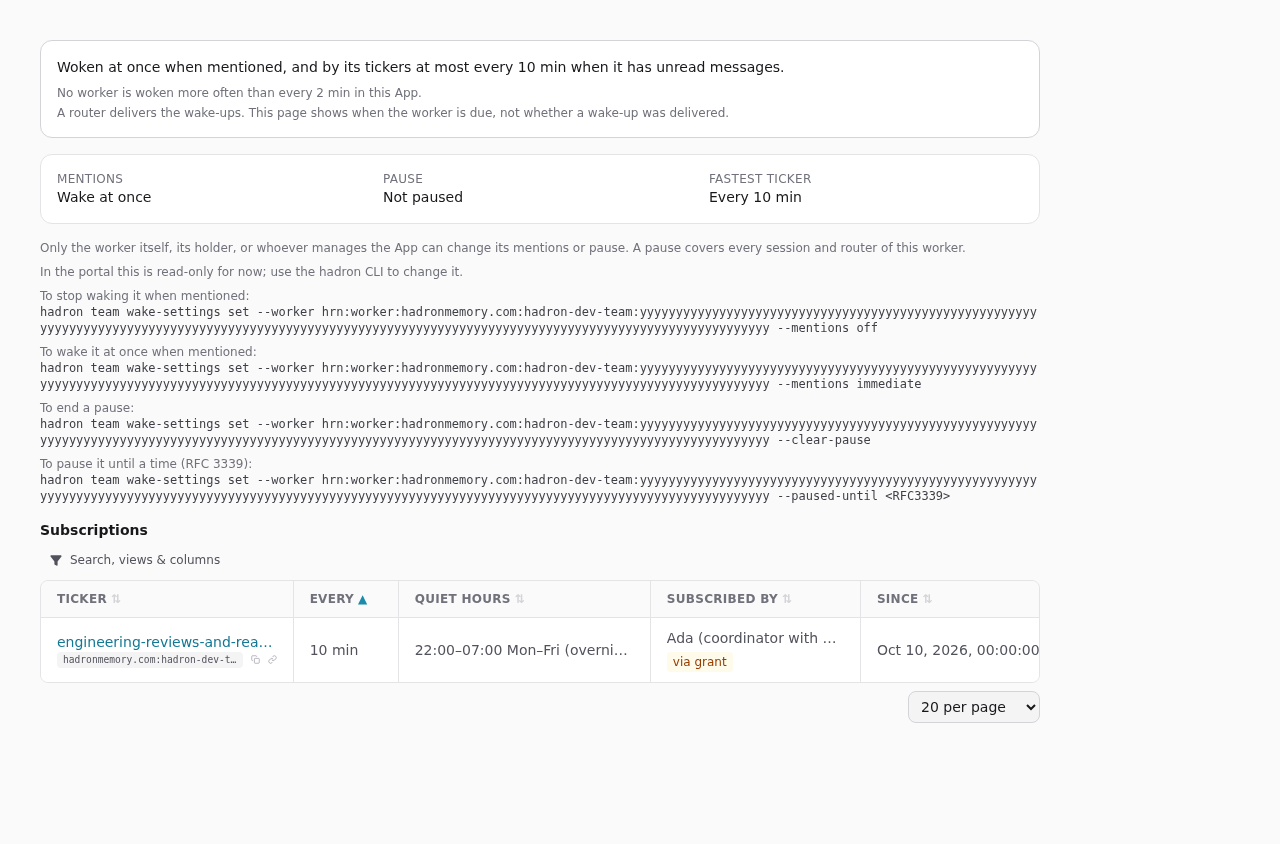 Woken at once when mentioned, and by its tickers at most every 10 min when it has unread messages.
No worker is woken more often than every 2 min in this App.
A router delivers the wake-ups. This page shows when the worker is due, not whether a wake-up was delivered.
MENTIONS PAUSE FASTEST TICKER
Wake at once Not paused Every 10 min
Only the worker itself, its holder, or whoever manages the App can change its mentions or pause. A pause covers every session and router of this worker.
In the portal this is read-only for now; use the hadron CLI to change it.
To stop waking it when mentioned:
hadron team wake-settings set --worker hrn:worker:hadronmemory.com:hadron-dev-team:yyyyyyyyyyyyyyyyyyyyyyyyyyyyyyyyyyyyyyyyyyyyyyyyyyyyyyy
yyyyyyyyyyyyyyyyyyyyyyyyyyyyyyyyyyyyyyyyyyyyyyyyyyyyyyyyyyyyyyyyyyyyyyyyyyyyyyyyyyyyyyyyyyyyyyyyyyyyy --mentions off
To wake it at once when mentioned:
hadron team wake-settings set --worker hrn:worker:hadronmemory.com:hadron-dev-team:yyyyyyyyyyyyyyyyyyyyyyyyyyyyyyyyyyyyyyyyyyyyyyyyyyyyyyy
yyyyyyyyyyyyyyyyyyyyyyyyyyyyyyyyyyyyyyyyyyyyyyyyyyyyyyyyyyyyyyyyyyyyyyyyyyyyyyyyyyyyyyyyyyyyyyyyyyyyy --mentions immediate
To end a pause:
hadron team wake-settings set --worker hrn:worker:hadronmemory.com:hadron-dev-team:yyyyyyyyyyyyyyyyyyyyyyyyyyyyyyyyyyyyyyyyyyyyyyyyyyyyyyy
yyyyyyyyyyyyyyyyyyyyyyyyyyyyyyyyyyyyyyyyyyyyyyyyyyyyyyyyyyyyyyyyyyyyyyyyyyyyyyyyyyyyyyyyyyyyyyyyyyyyy --clear-pause
To pause it until a time (RFC 3339):
hadron team wake-settings set --worker hrn:worker:hadronmemory.com:hadron-dev-team:yyyyyyyyyyyyyyyyyyyyyyyyyyyyyyyyyyyyyyyyyyyyyyyyyyyyyyy
yyyyyyyyyyyyyyyyyyyyyyyyyyyyyyyyyyyyyyyyyyyyyyyyyyyyyyyyyyyyyyyyyyyyyyyyyyyyyyyyyyyyyyyyyyyyyyyyyyyyy --paused-until <RFC3339>
Subscriptions
Search, views & columns
TICKER ⇅ EVERY ▲ QUIET HOURS ⇅ SUBSCRIBED BY ⇅ SINCE ⇅
engineering-reviews-and-rea… 10 min 22:00–07:00 Mon–Fri (overni… Ada (coordinator with … Oct 10, 2026, 00:00:00
hadronmemory.com:hadron-dev-t… via grant
20 per page